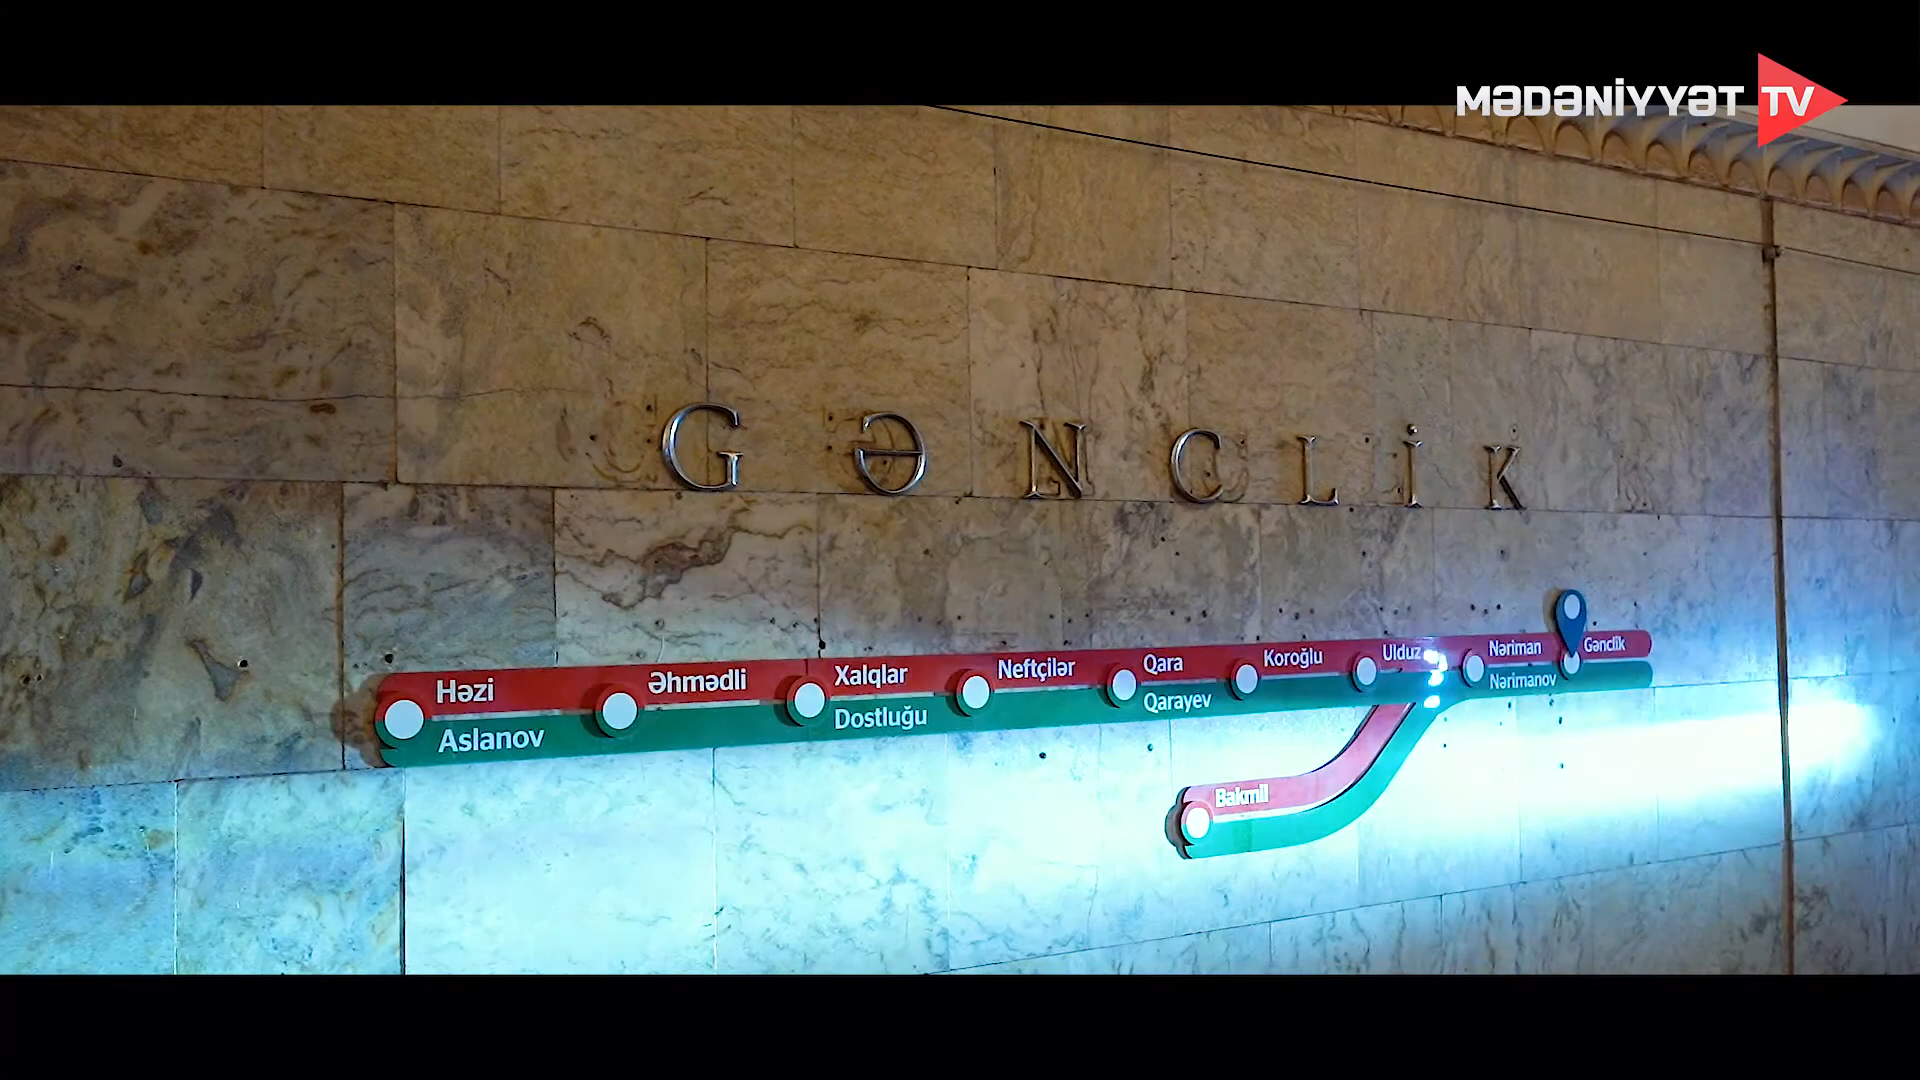 MƏDƏNİYYƏT TV
GƏNCLİK
Həzi
Aslanov
Əhmədli
Xalqlar
Dostluğu
Neftçilər
Qara
Qarayev
Koroğlu
Ulduz
Nəriman
Nərimanov
Gənclik
Bakmil